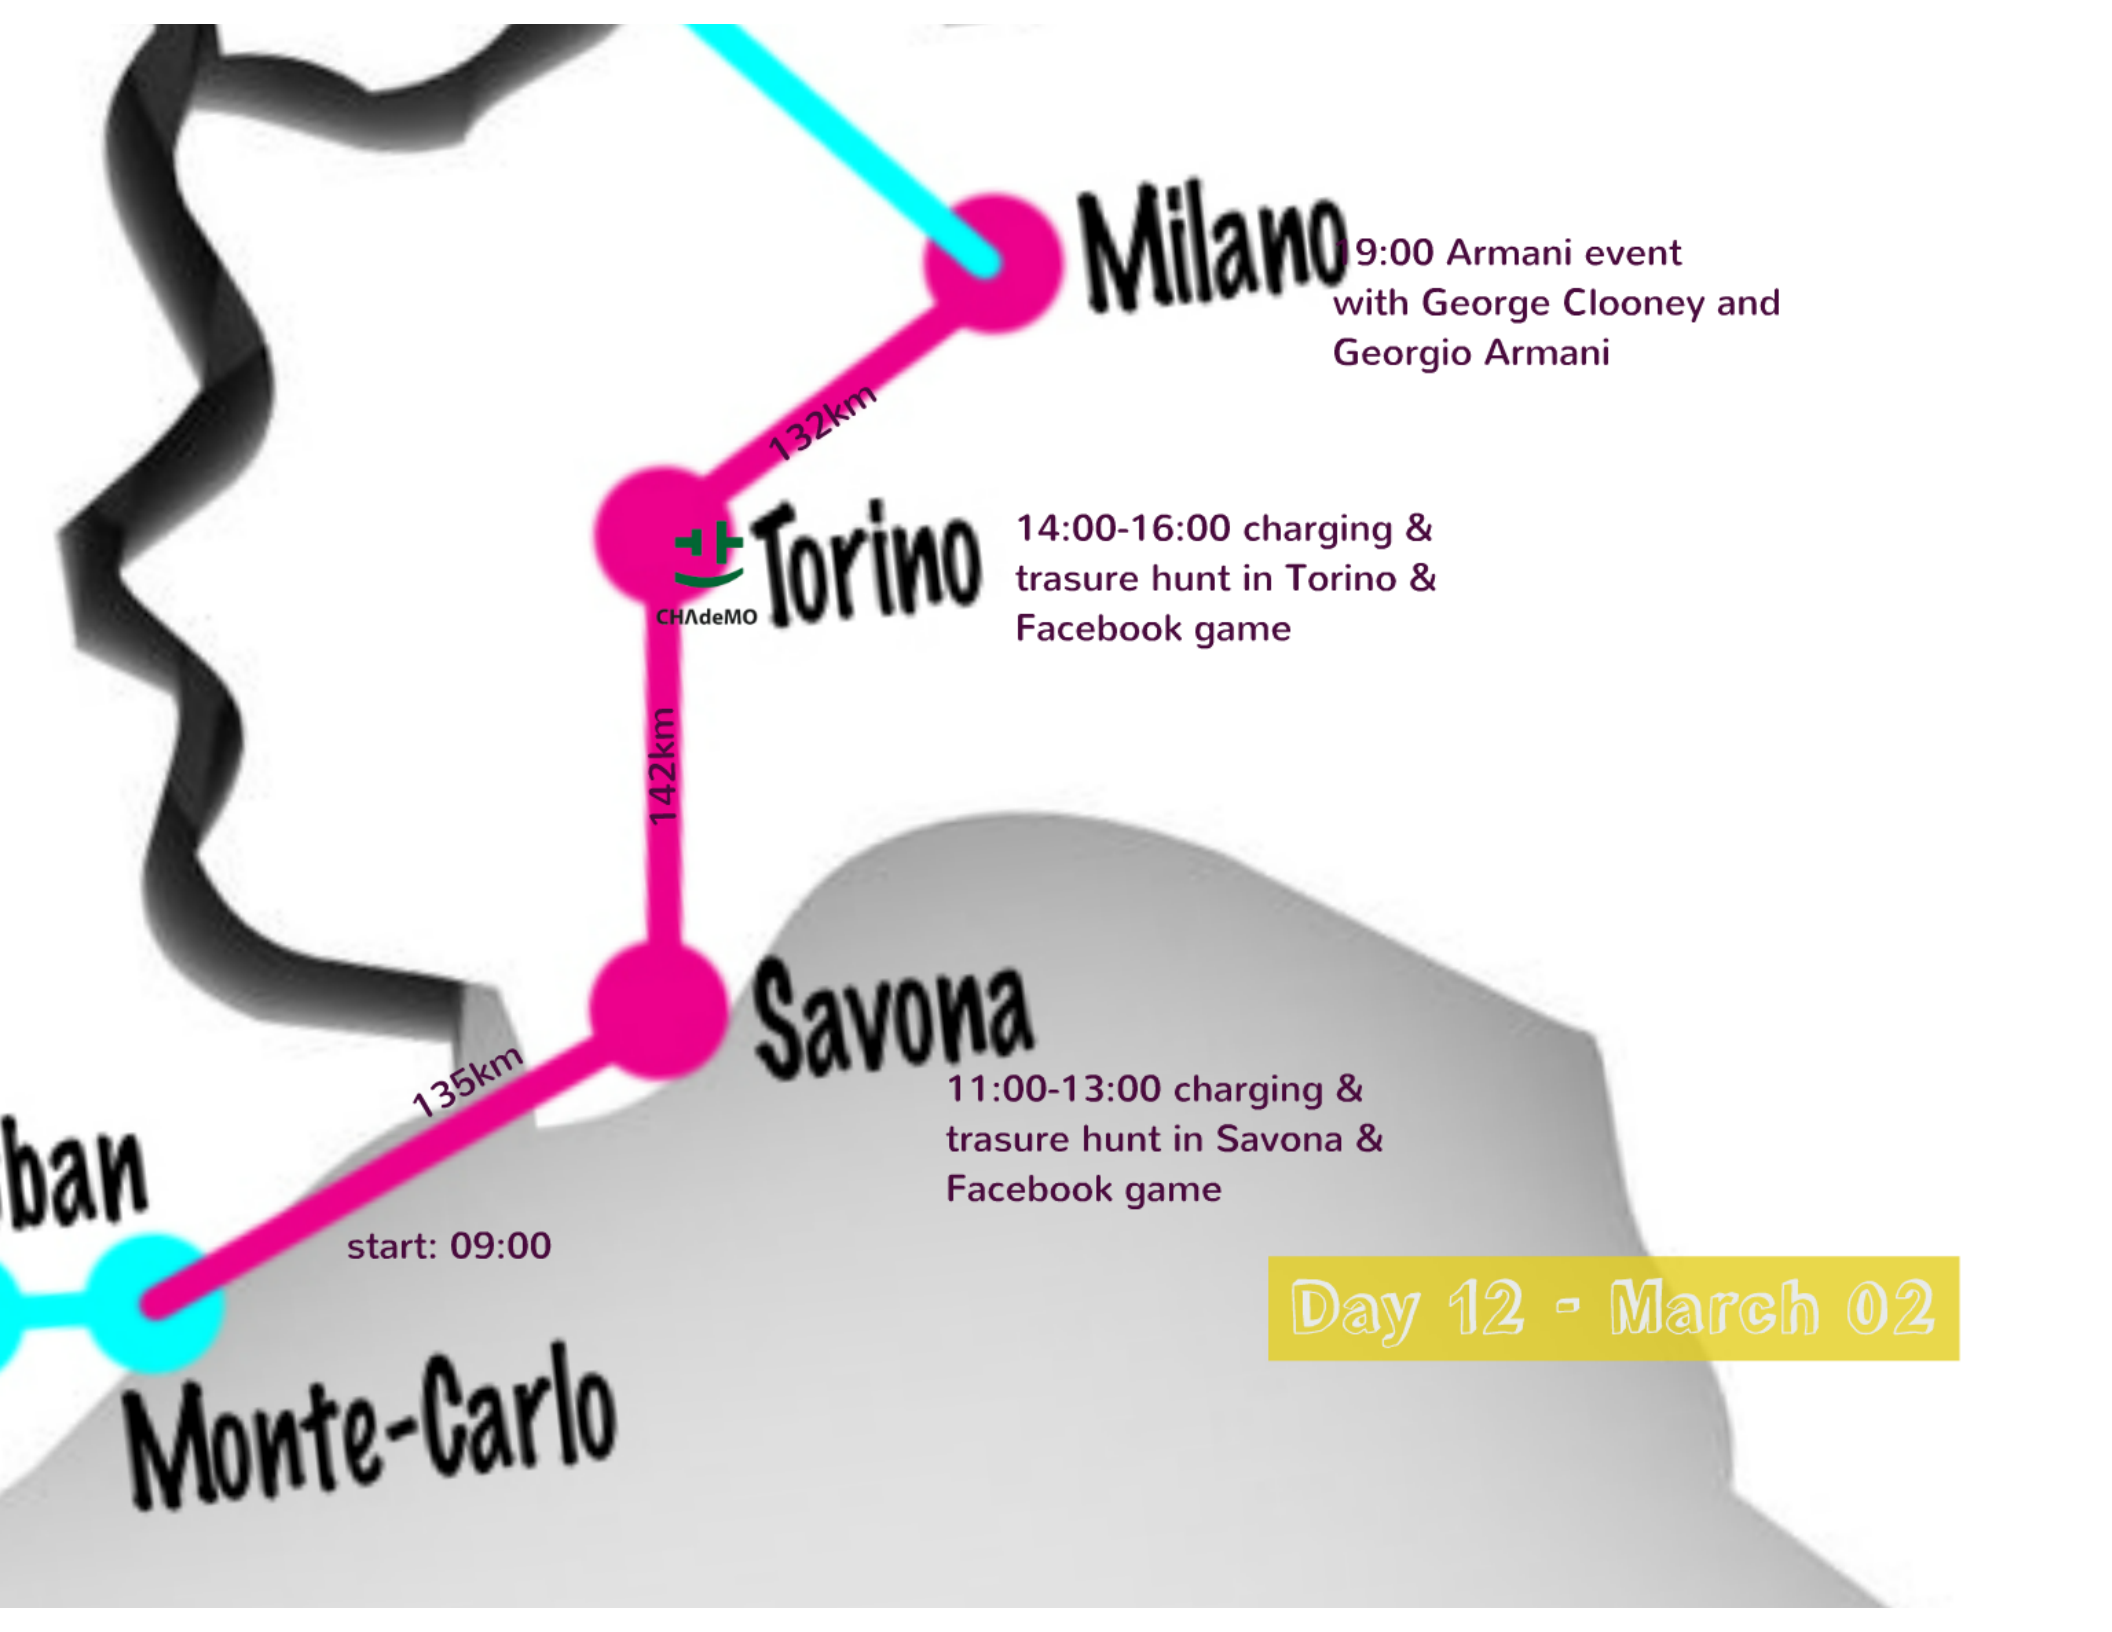 Milano
19:00 Armani event
with George Clooney and
Georgio Armani
132km
Torino
CHΛdeMO
14:00-16:00 charging &
trasure hunt in Torino &
Facebook game
142km
Savona
11:00-13:00 charging &
trasure hunt in Savona &
Facebook game
135km
ban
start: 09:00
Day 12 - March 02
Monte-Carlo